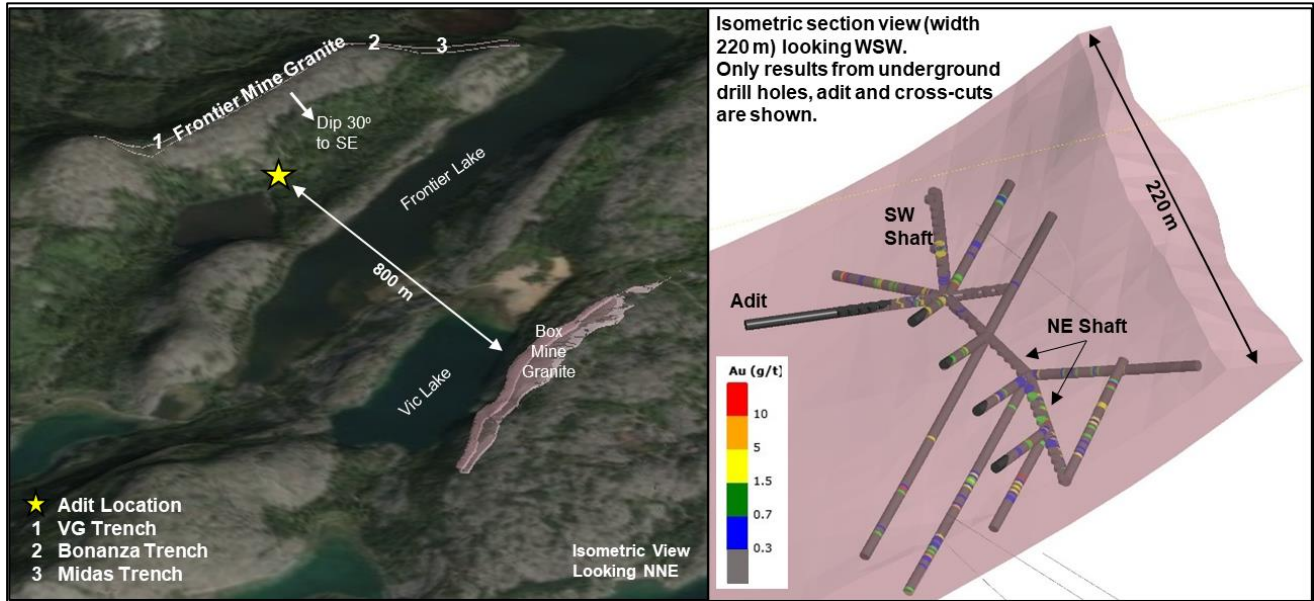 Frontier Mine Granite
1
2
3
Dip 30º
to SE
Frontier Lake
800 m
Vic Lake
Box
Mine
Granite
Adit Location
1 VG Trench
2 Bonanza Trench
3 Midas Trench
Isometric View
Looking NNE
Isometric section view (width
220 m) looking WSW.
Only results from underground
drill holes, adit and cross-cuts
are shown.
220 m
SW
Shaft
Adit
NE Shaft
Au (g/t)
10
5
1.5
0.7
0.3